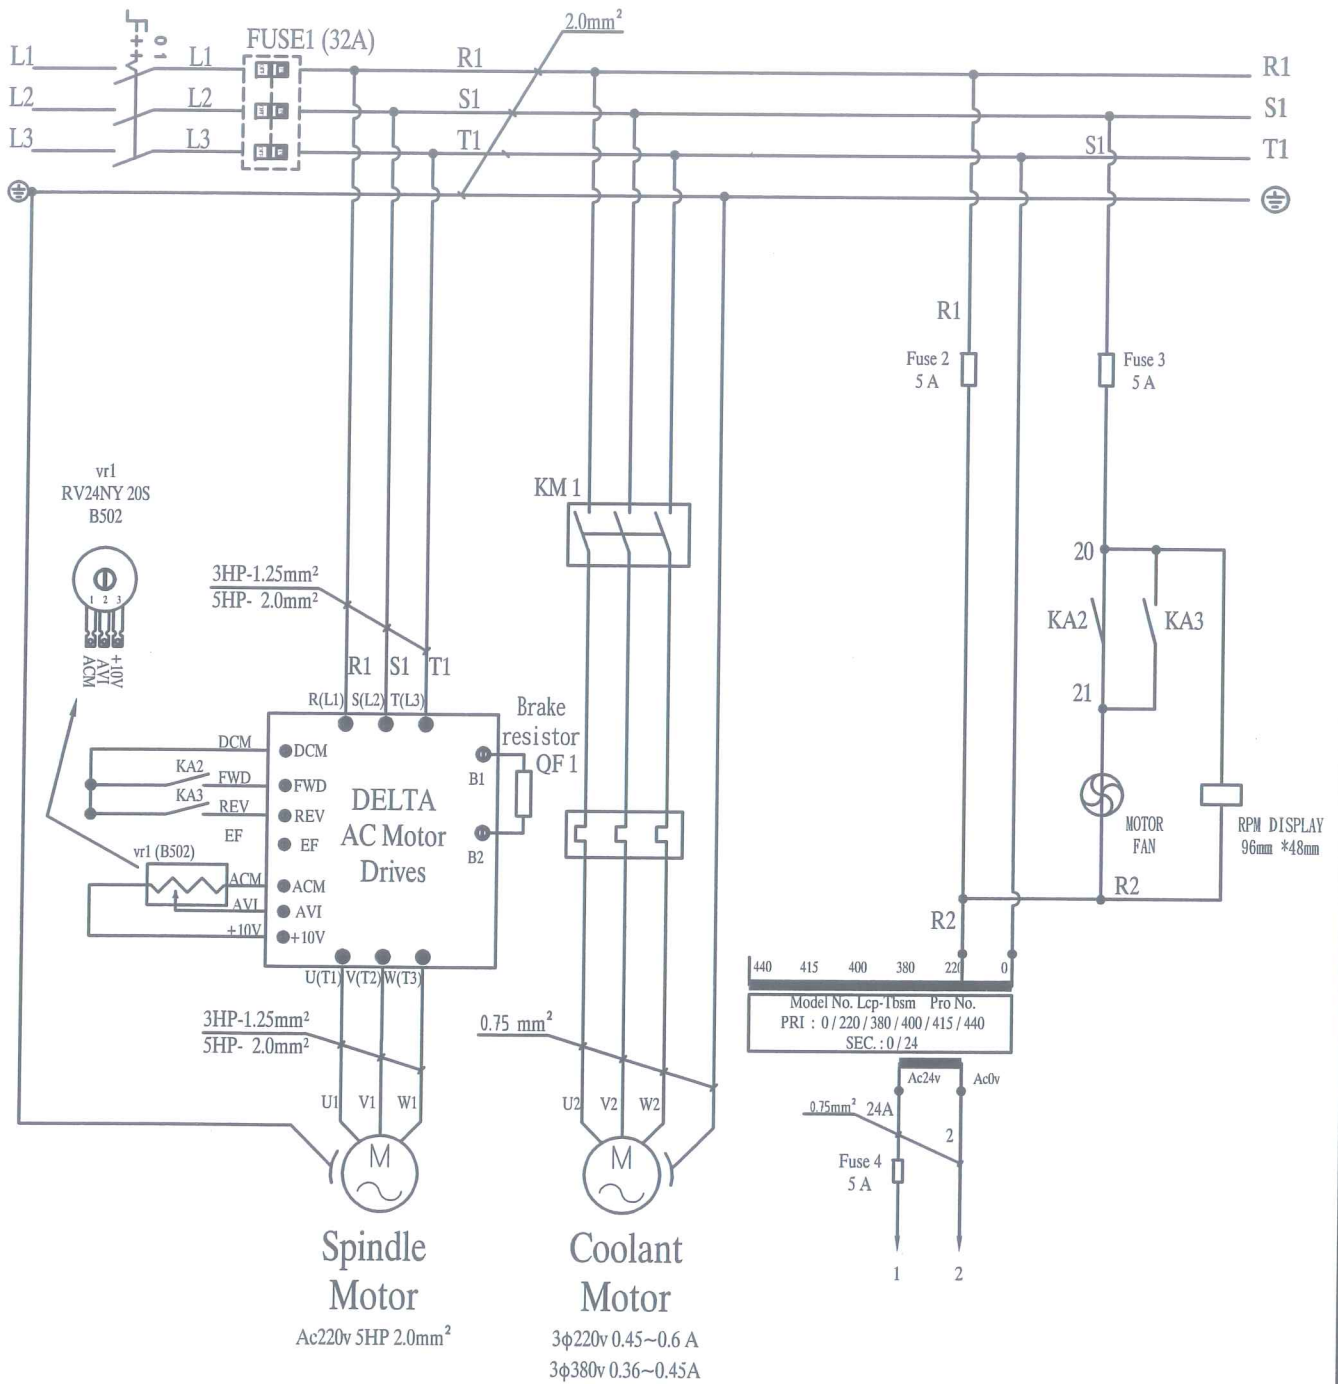 2.0mm²
0 1
FUSE1 (32A)
L1
L1
R1
R1
L2
L2
S1
S1
L3
L3
T1
S1
T1
R1
Fuse 2
5 A
Fuse 3
5 A
vr1
RV24NY 20S
B502
1 2 3
ACM
AVI
+10V
KM 1
3HP-1.25mm²
5HP- 2.0mm²
20
KA2
KA3
21
R1 S1 T1
R(L1) S(L2) T(L3)
Brake
resistor
QF 1
B1
B2
DCM
DCM
KA2
FWD
FWD
KA3
REV
REV
EF
EF
vr1 (B502)
ACM
ACM
AVI
AVI
+10V
+10V
DELTA
AC Motor
Drives
U(T1) V(T2) W(T3)
MOTOR
FAN
RPM DISPLAY
96mm *48mm
R2
R2
440 415 400 380 220 0
Model No. Lcp-Tbsm Pro No.
PRI : 0 / 220 / 380 / 400 / 415 / 440
SEC. : 0 / 24
Ac24v
Ac0v
0.75mm² 24A
2
Fuse 4
5 A
1
2
3HP-1.25mm²
5HP- 2.0mm²
0.75 mm²
U1 V1 W1
U2 V2 W2
M
M
Spindle
Motor
Ac220v 5HP 2.0mm²
Coolant
Motor
3ϕ220v 0.45~0.6 A
3ϕ380v 0.36~0.45A